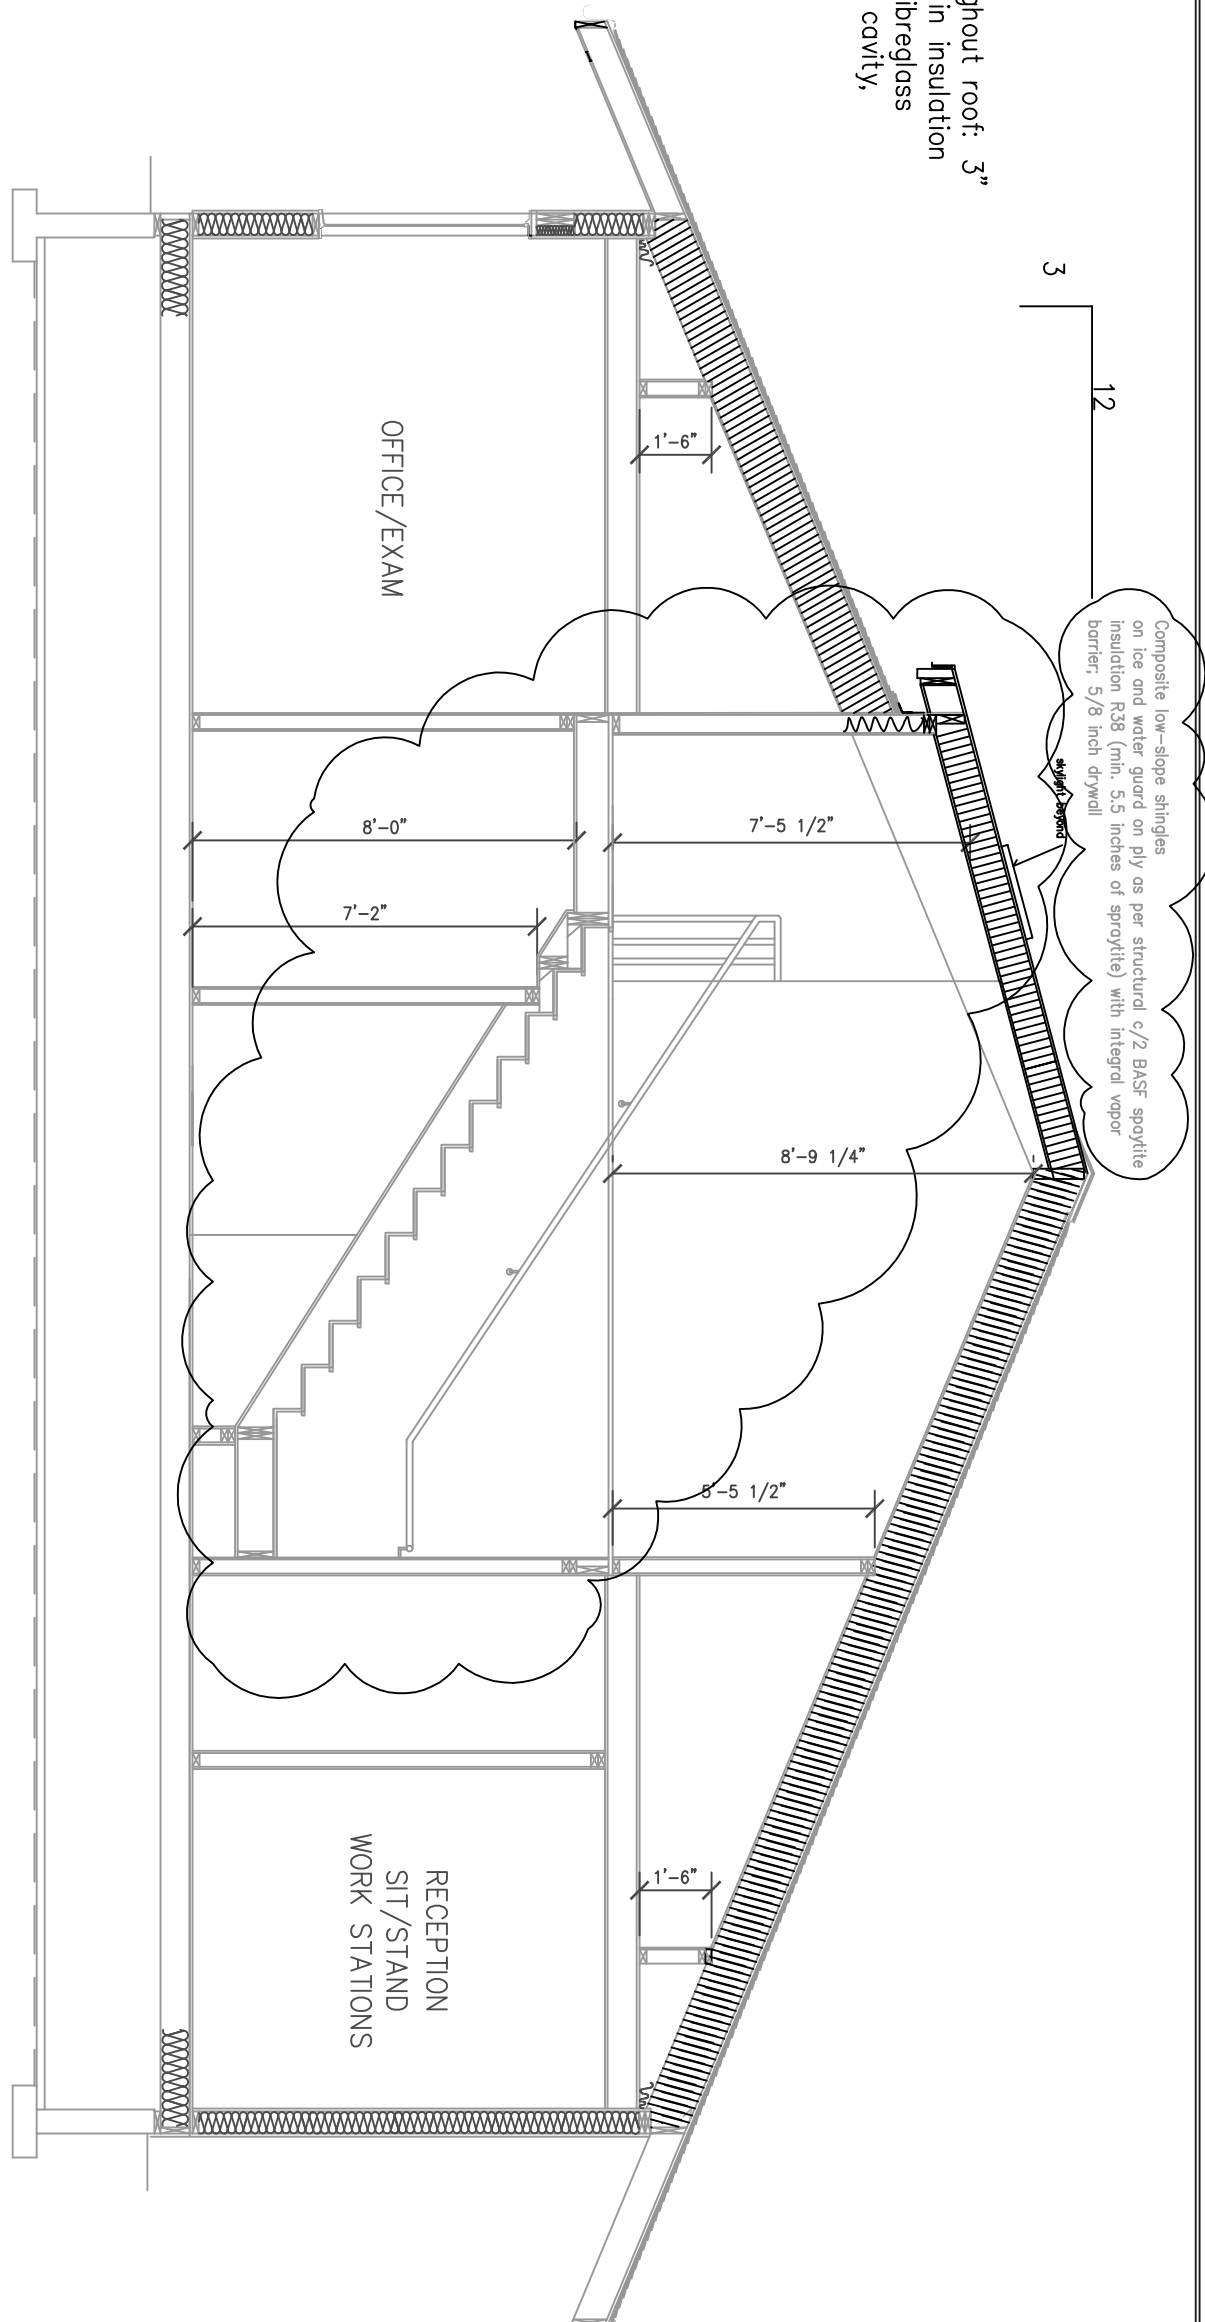 ghout roof: 3"
in insulation
ibreglass
cavity,
3
12
Composite low-slope shingles
on ice and water guard on ply as per structural c/2 BASF spaytite
insulation R38 (min. 5.5 inches of spraytite) with integral vapor
barrier; 5/8 inch drywall
skylight beyond
1'-6"
OFFICE/EXAM
8'-0"
7'-5 1/2"
7'-2"
8'-9 1/4"
5'-5 1/2"
1'-6"
RECEPTION
SIT/STAND
WORK STATIONS